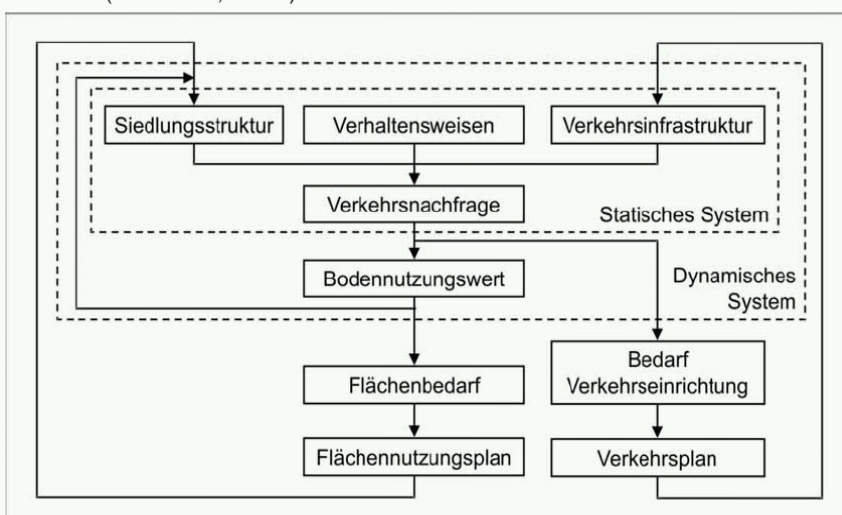 Siedlungsstruktur
Verhaltensweisen
Verkehrsinfrastruktur
Verkehrsnachfrage
Statisches System
Bodennutzungswert
Dynamisches
System
Flächenbedarf
Bedarf
Verkehrseinrichtung
Flächennutzungsplan
Verkehrsplan